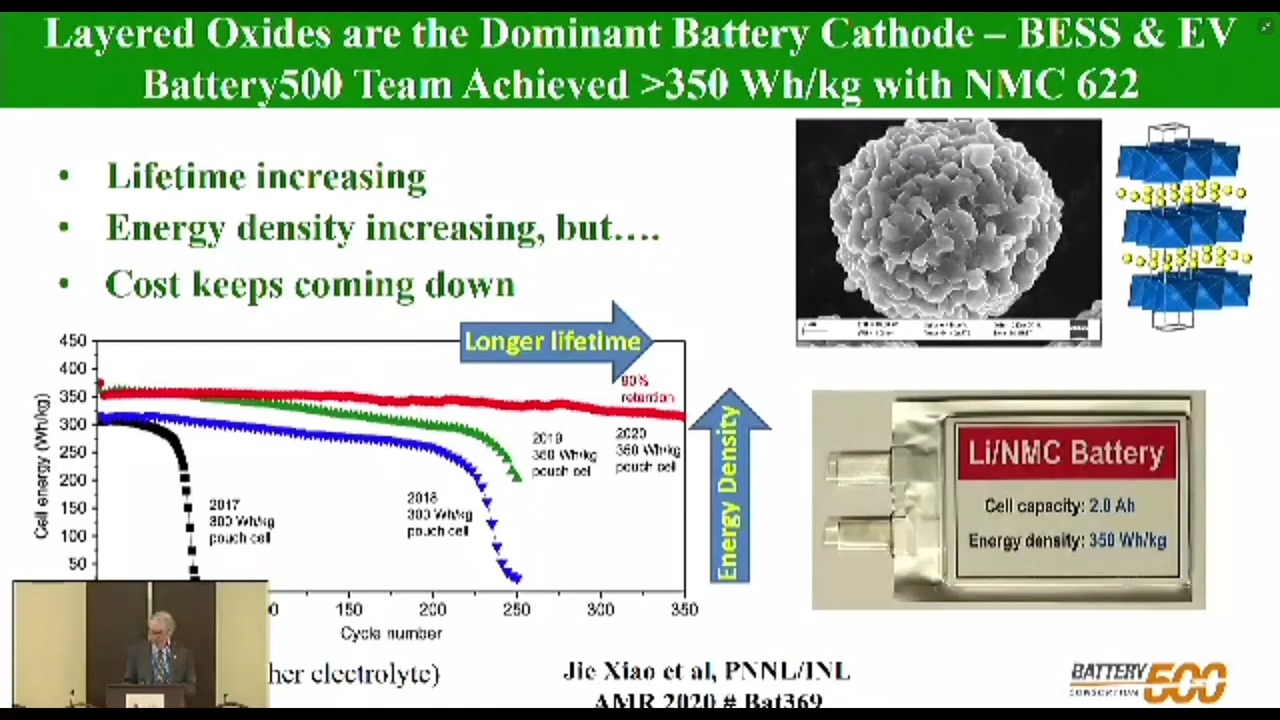 Layered Oxides are the Dominant Battery Cathode – BESS & EV
Battery500 Team Achieved >350 Wh/kg with NMC 622
• Lifetime increasing
• Energy density increasing, but….
• Cost keeps coming down
Longer lifetime
450
400
350
300
250
200
150
100
50
Cell energy (Wh/kg)
90%
retention
2017
300 Wh/kg
pouch cell
2018
300 Wh/kg
pouch cell
2019
350 Wh/kg
pouch cell
2020
350 Wh/kg
pouch cell
0
150
200
250
300
350
Cycle number
Energy Density
Li/NMC Battery
Cell capacity: 2.0 Ah
Energy density: 350 Wh/kg
her electrolyte)
Jie Xiao et al, PNNL/INL
AMR 2020 # Bat369
BATTERY
CONSORTIUM
500